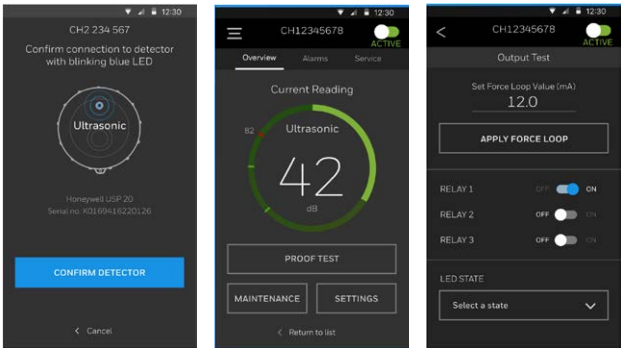 12:30
CH2 234 567
Confirm connection to detector
with blinking blue LED
Ultrasonic
Honeywell USP 20
Serial no. K0169416220126
CONFIRM DETECTOR
< Cancel
12:30
CH12345678
ACTIVE
Overview Alarms Service
Current Reading
82
Ultrasonic
42
dB
PROOF TEST
MAINTENANCE SETTINGS
< Return to list
12:30
< CH12345678
ACTIVE
Output Test
Set Force Loop Value (mA)
12.0
APPLY FORCE LOOP
RELAY 1 OFF ON
RELAY 2 OFF ON
RELAY 3 OFF ON
LED STATE
Select a state